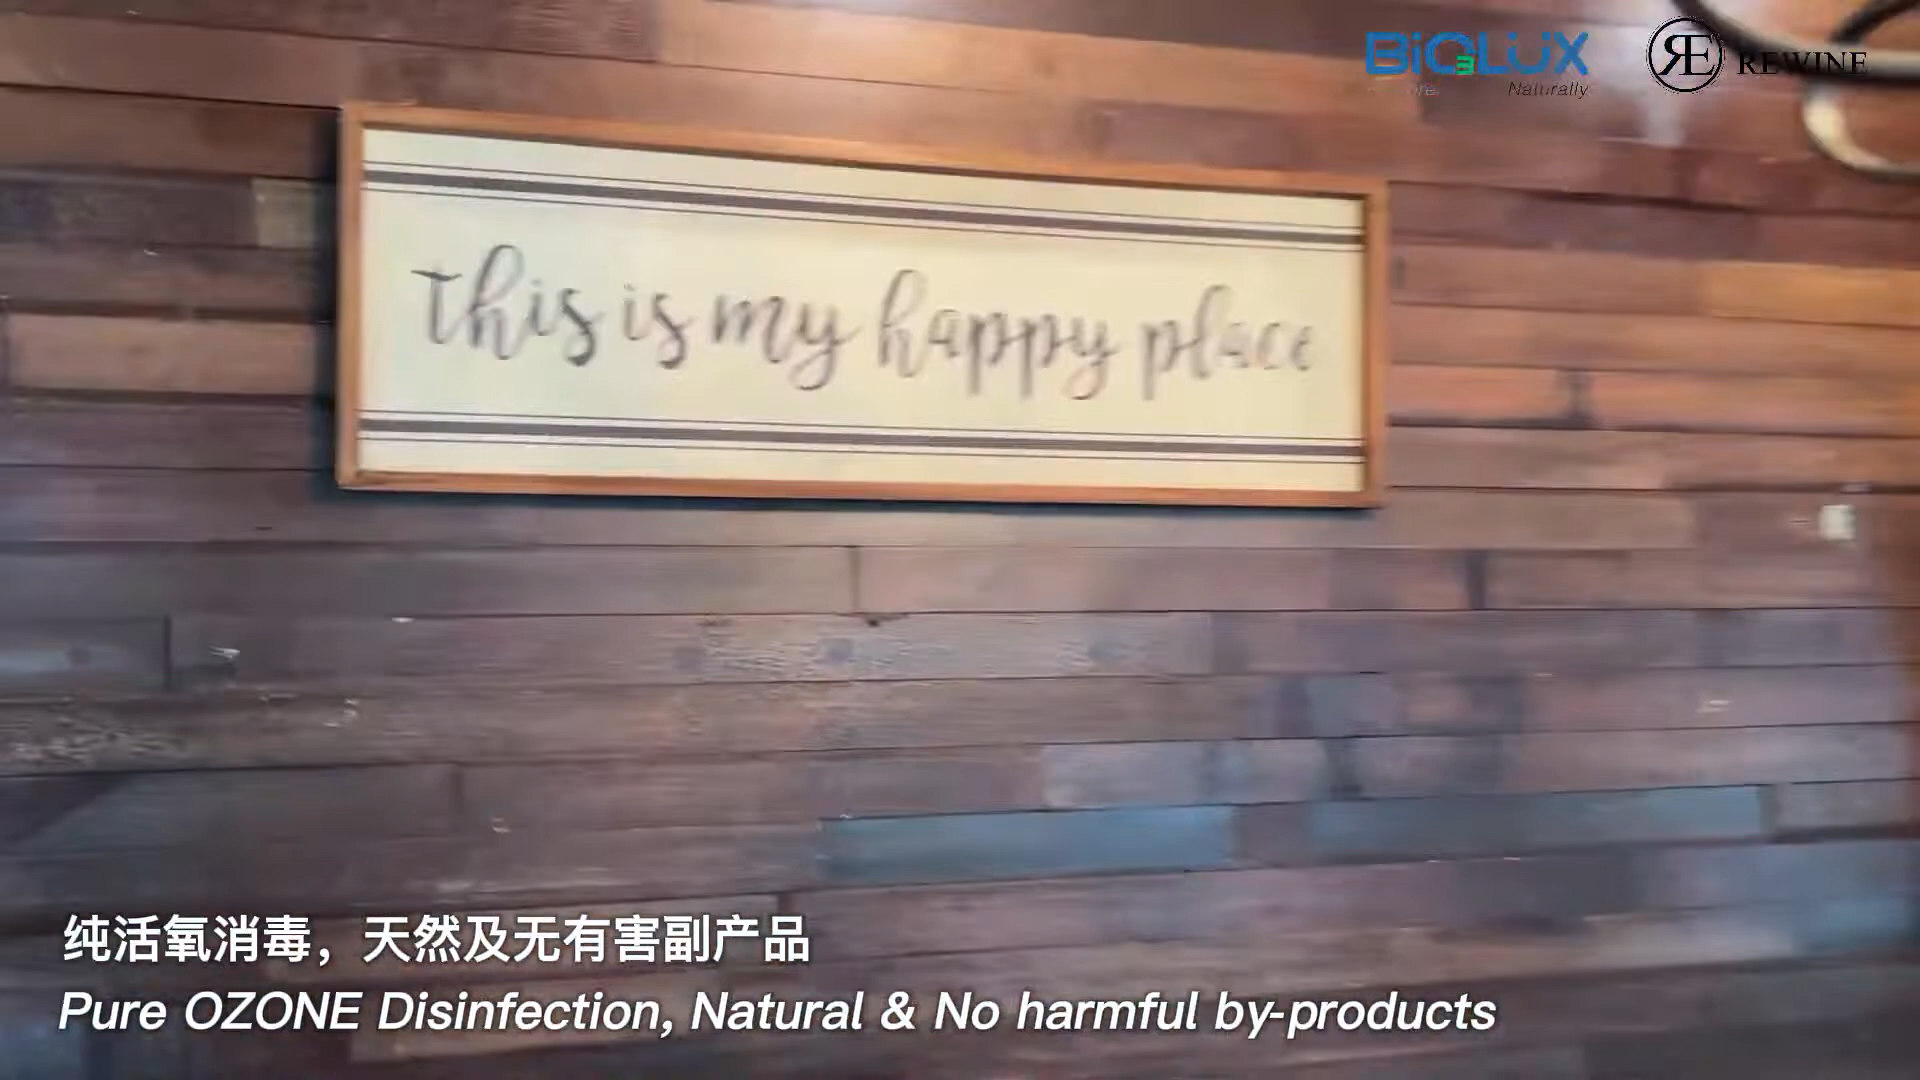 BiO3LUX
Naturally
RE REWINE
This is my happy place
纯活氧消毒，天然及无有害副产品
Pure OZONE Disinfection, Natural & No harmful by-products